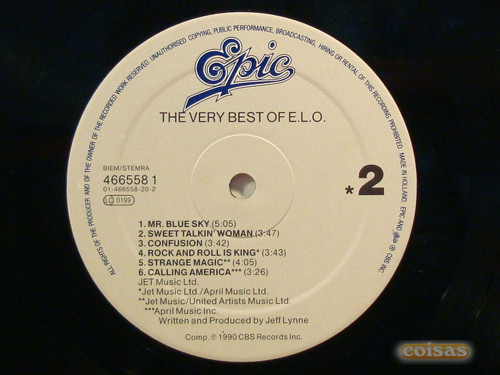 ALL RIGHTS OF THE PRODUCER AND OF THE OWNER OF THE RECORDED WORK RESERVED. UNAUTHORISED COPYING, PUBLIC PERFORMANCE, BROADCASTING, HIRING OR RENTAL OF THIS RECORDING PROHIBITED. MADE IN HOLLAND. EPIC AND
® CBS INC.
Epic
THE VERY BEST OF E.L.O.
BIEM/STEMRA
466558 1
01-466558-20-2
LC 0199
*2
1. MR. BLUE SKY (5:05)
2. SWEET TALKIN' WOMAN (3:47)
3. CONFUSION (3:42)
4. ROCK AND ROLL IS KING* (3:43)
5. STRANGE MAGIC** (4:05)
6. CALLING AMERICA*** (3:26)
JET Music Ltd.
*Jet Music Ltd./April Music Ltd.
**Jet Music/United Artists Music Ltd.
***April Music Inc.
Written and Produced by Jeff Lynne
Comp. ℗ 1990 CBS Records Inc.
coisas